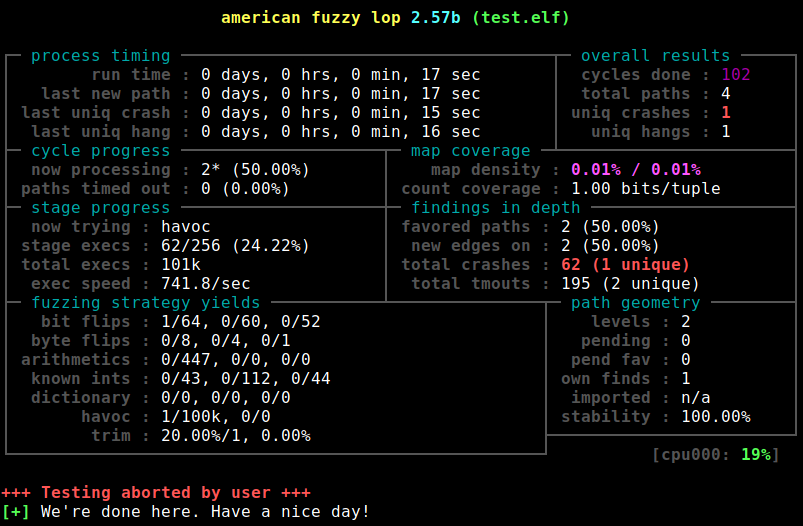 american fuzzy lop 2.57b (test.elf)
process timing
run time : 0 days, 0 hrs, 0 min, 17 sec
last new path : 0 days, 0 hrs, 0 min, 17 sec
last uniq crash : 0 days, 0 hrs, 0 min, 15 sec
last uniq hang : 0 days, 0 hrs, 0 min, 16 sec
overall results
cycles done : 102
total paths : 4
uniq crashes : 1
uniq hangs : 1
cycle progress
now processing : 2* (50.00%)
paths timed out : 0 (0.00%)
map coverage
map density : 0.01% / 0.01%
count coverage : 1.00 bits/tuple
stage progress
now trying : havoc
stage execs : 62/256 (24.22%)
total execs : 101k
exec speed : 741.8/sec
findings in depth
favored paths : 2 (50.00%)
new edges on : 2 (50.00%)
total crashes : 62 (1 unique)
total tmouts : 195 (2 unique)
fuzzing strategy yields
bit flips : 1/64, 0/60, 0/52
byte flips : 0/8, 0/4, 0/1
arithmetics : 0/447, 0/0, 0/0
known ints : 0/43, 0/112, 0/44
dictionary : 0/0, 0/0, 0/0
havoc : 1/100k, 0/0
trim : 20.00%/1, 0.00%
path geometry
levels : 2
pending : 0
pend fav : 0
own finds : 1
imported : n/a
stability : 100.00%
[cpu000: 19%]
+++ Testing aborted by user +++
[+] We're done here. Have a nice day!